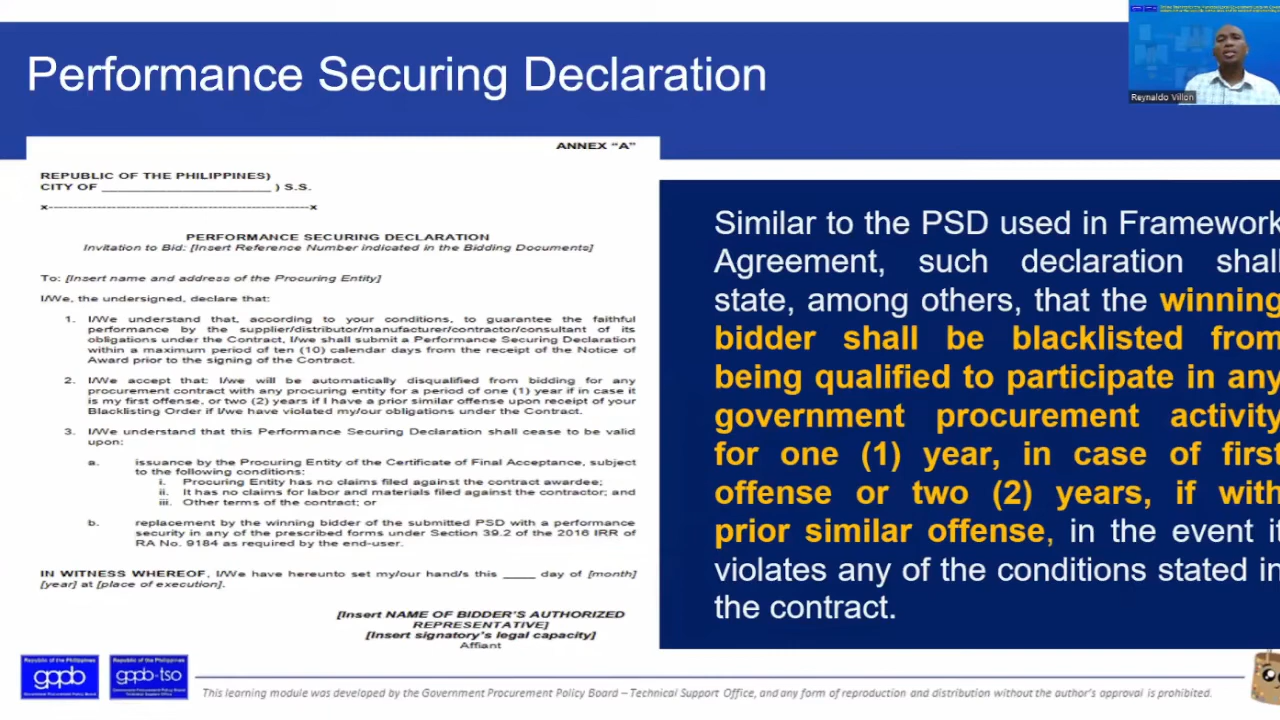 Performance Securing Declaration
Reynaldo Villon
ANNEX “A”
REPUBLIC OF THE PHILIPPINES)
CITY OF ________________________ ) S.S.
x-------------------------------------------------------x
PERFORMANCE SECURING DECLARATION
Invitation to Bid: [Insert Reference Number indicated in the Bidding Documents]
To: [Insert name and address of the Procuring Entity]
I/We, the undersigned, declare that:
1. I/We understand that, according to your conditions, to guarantee the faithful
performance by the supplier/distributor/manufacturer/contractor/consultant of its
obligations under the Contract, I/we shall submit a Performance Securing Declaration
within a maximum period of ten (10) calendar days from the receipt of the Notice of
Award prior to the signing of the Contract.
2. I/We accept that: I/we will be automatically disqualified from bidding for any
procurement contract with any procuring entity for a period of one (1) year if in case it
is my first offense, or two (2) years if I have a prior similar offense upon receipt of your
Blacklisting Order if I/we have violated my/our obligations under the Contract.
3. I/We understand that this Performance Securing Declaration shall cease to be valid
upon:
a. issuance by the Procuring Entity of the Certificate of Final Acceptance, subject
to the following conditions:
i. Procuring Entity has no claims filed against the contract awardee;
ii. It has no claims for labor and materials filed against the contractor; and
iii. Other terms of the contract; or
b. replacement by the winning bidder of the submitted PSD with a performance
security in any of the prescribed forms under Section 39.2 of the 2016 IRR of
RA No. 9184 as required by the end-user.
IN WITNESS WHEREOF, I/We have hereunto set my/our hand/s this ____ day of [month]
[year] at [place of execution].
[Insert NAME OF BIDDER’S AUTHORIZED
REPRESENTATIVE]
[Insert signatory’s legal capacity]
Affiant
Similar to the PSD used in Framework
Agreement, such declaration shall
state, among others, that the winning
bidder shall be blacklisted from
being qualified to participate in any
government procurement activity
for one (1) year, in case of first
offense or two (2) years, if with
prior similar offense, in the event it
violates any of the conditions stated in
the contract.
Republic of the Philippines
gppb
Government Procurement Policy Board
Republic of the Philippines
gppb-tso
This learning module was developed by the Government Procurement Policy Board – Technical Support Office, and any form of reproduction and distribution without the author's approval is prohibited.